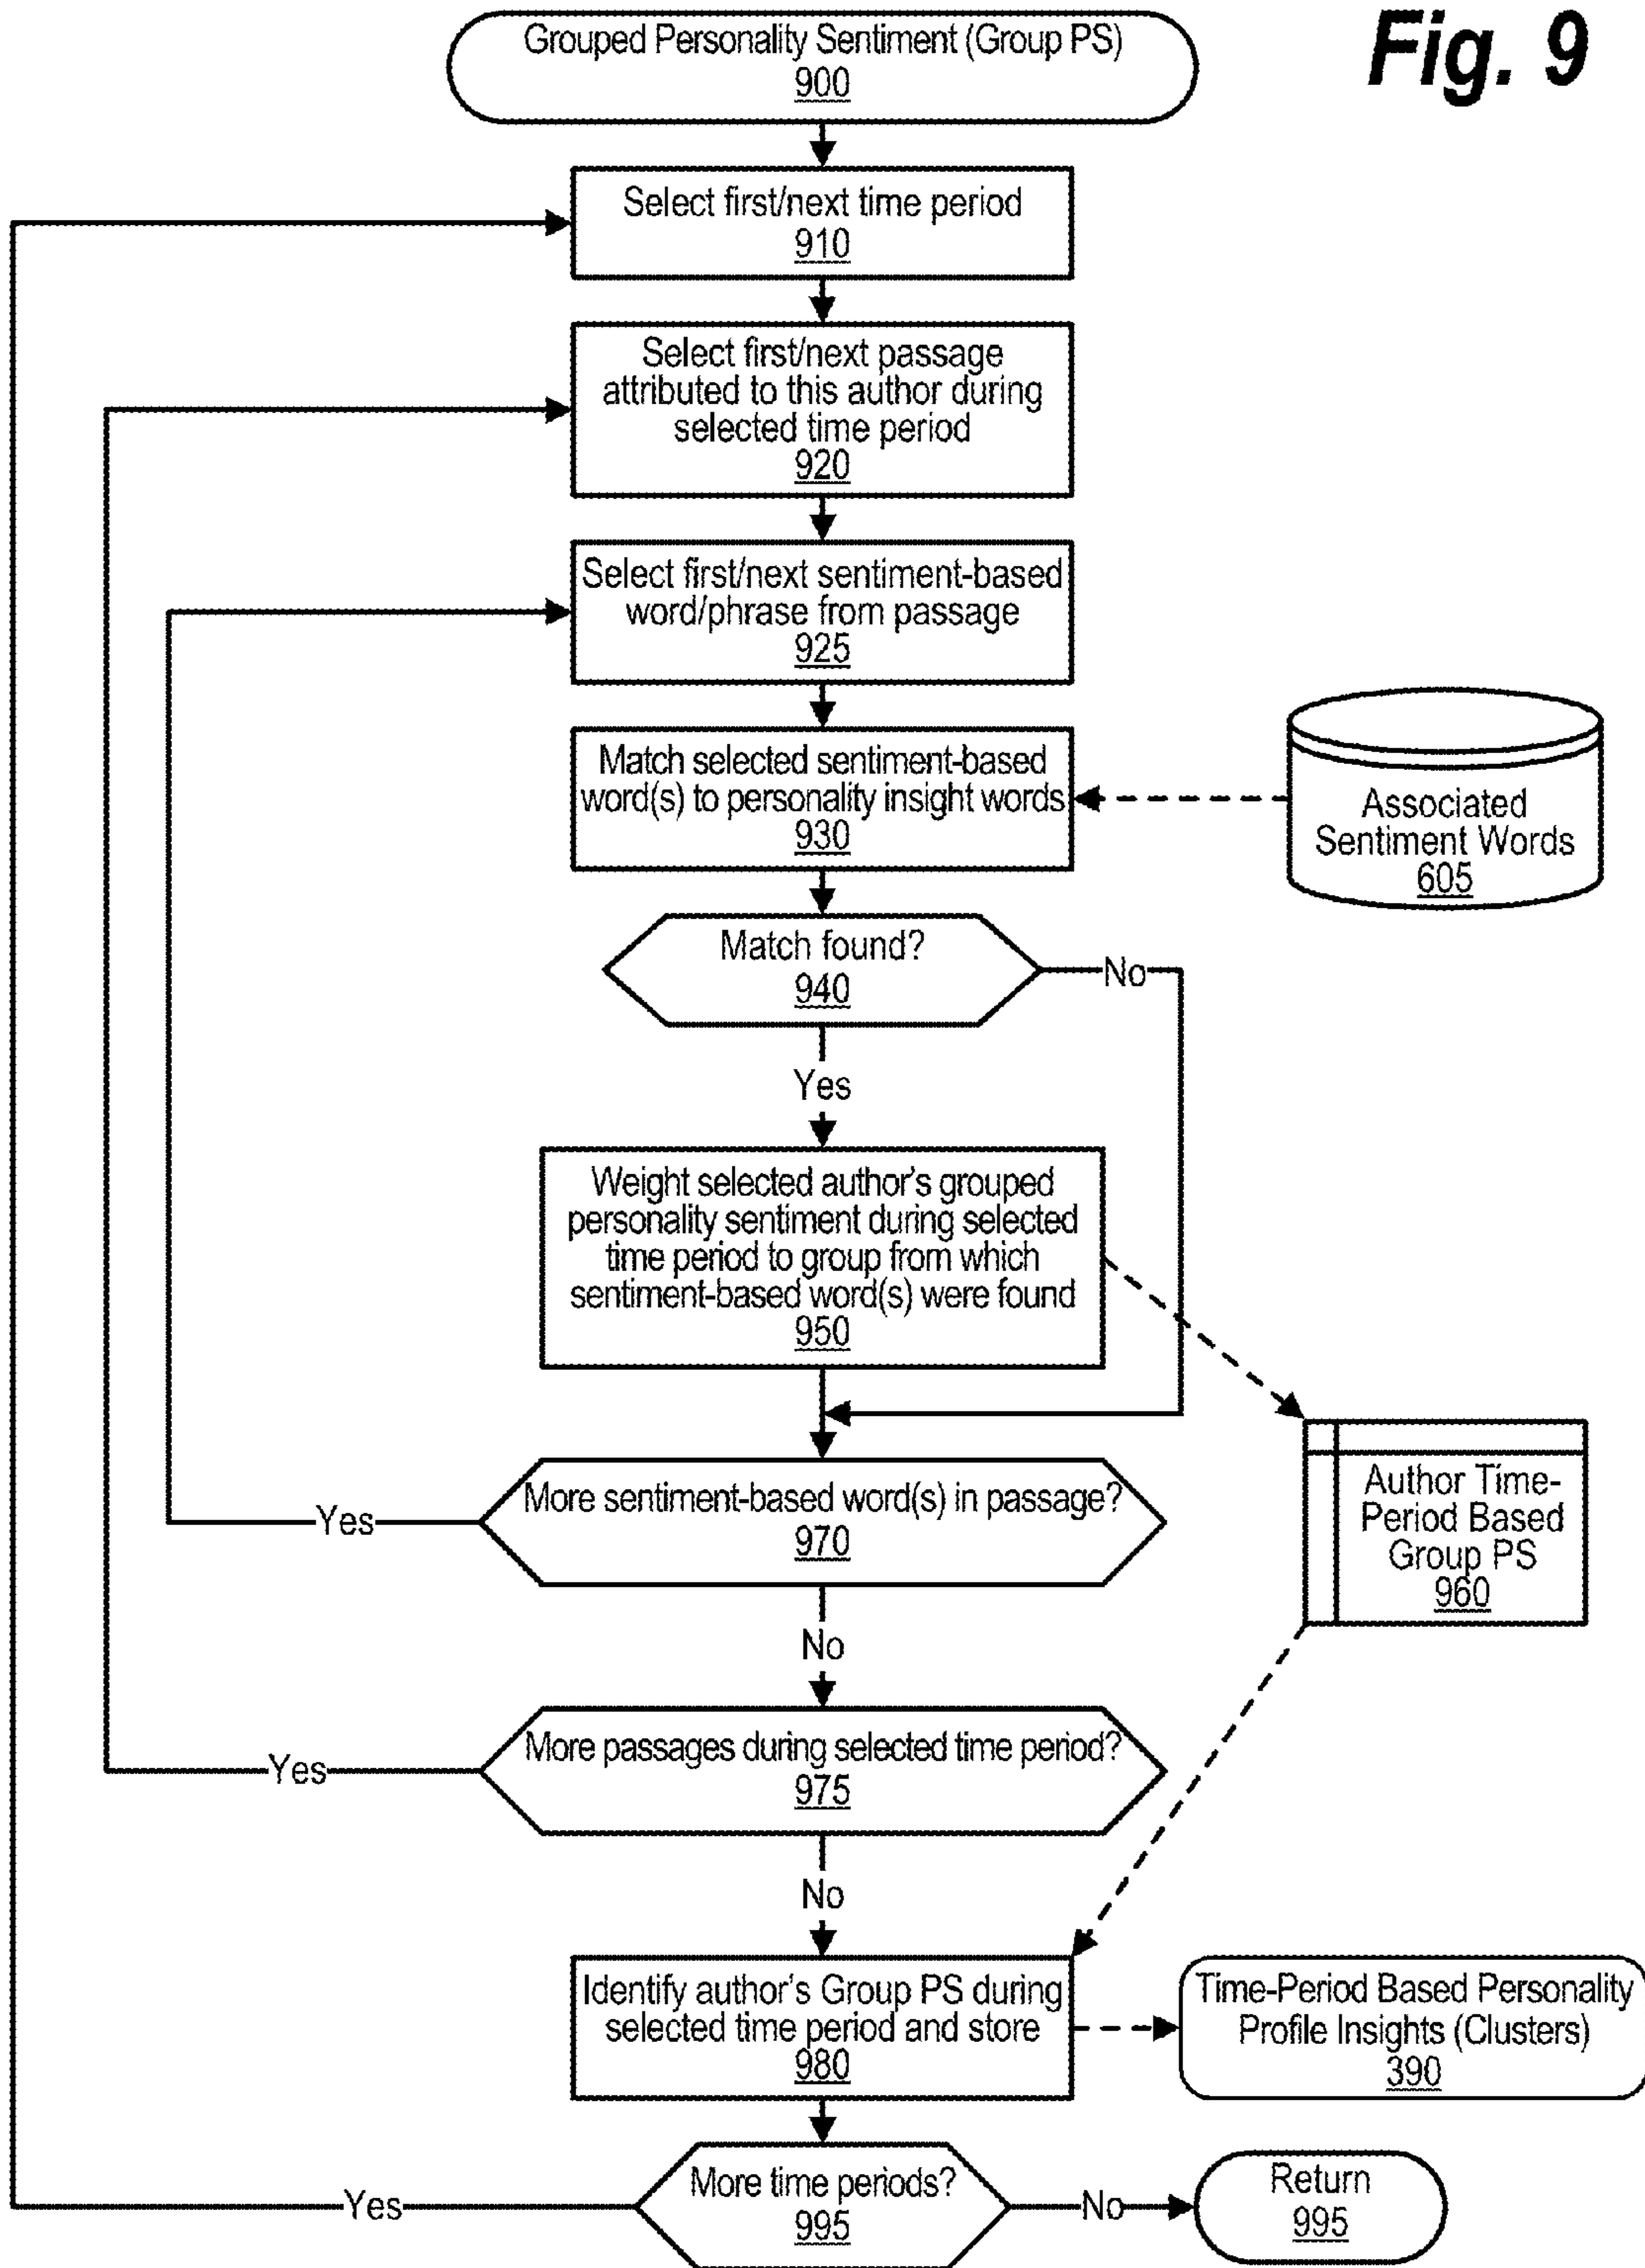 Fig. 9
Grouped Personality Sentiment (Group PS)
900
Select first/next time period
910
Select first/next passage
attributed to this author during
selected time period
920
Select first/next sentiment-based
word/phrase from passage
925
Match selected sentiment-based
word(s) to personality insight words
930
Associated
Sentiment Words
605
Match found?
940
No
Yes
Weight selected author's grouped
personality sentiment during selected
time period to group from which
sentiment-based word(s) were found
950
Author Time-
Period Based
Group PS
960
More sentiment-based word(s) in passage?
970
Yes
No
More passages during selected time period?
975
Yes
No
Identify author's Group PS during
selected time period and store
980
Time-Period Based Personality
Profile Insights (Clusters)
390
More time periods?
995
Yes
No
Return
995